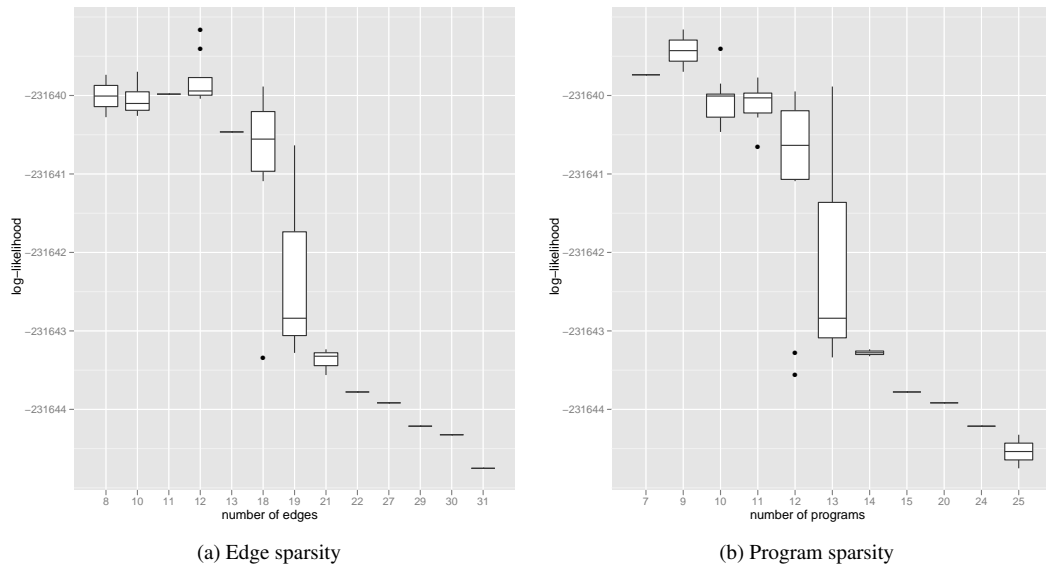 −231640
−231641
−231642
−231643
−231644
log−likelihood
8 10 11 12 13 18 19 21 22 27 29 30 31
number of edges
(a) Edge sparsity
−231640
−231641
−231642
−231643
−231644
log−likelihood
7 9 10 11 12 13 14 15 20 24 25
number of programs
(b) Program sparsity